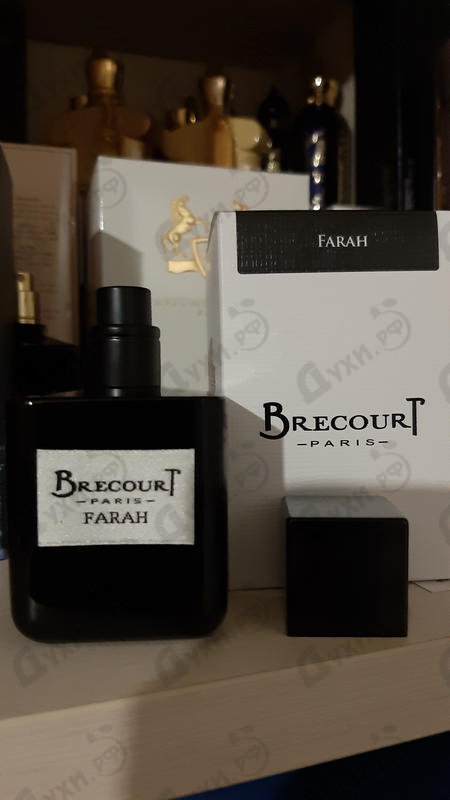 FARAH
BRECOURT
–PARIS–
BRECOURT
–PARIS–
FARAH
Духи.рф